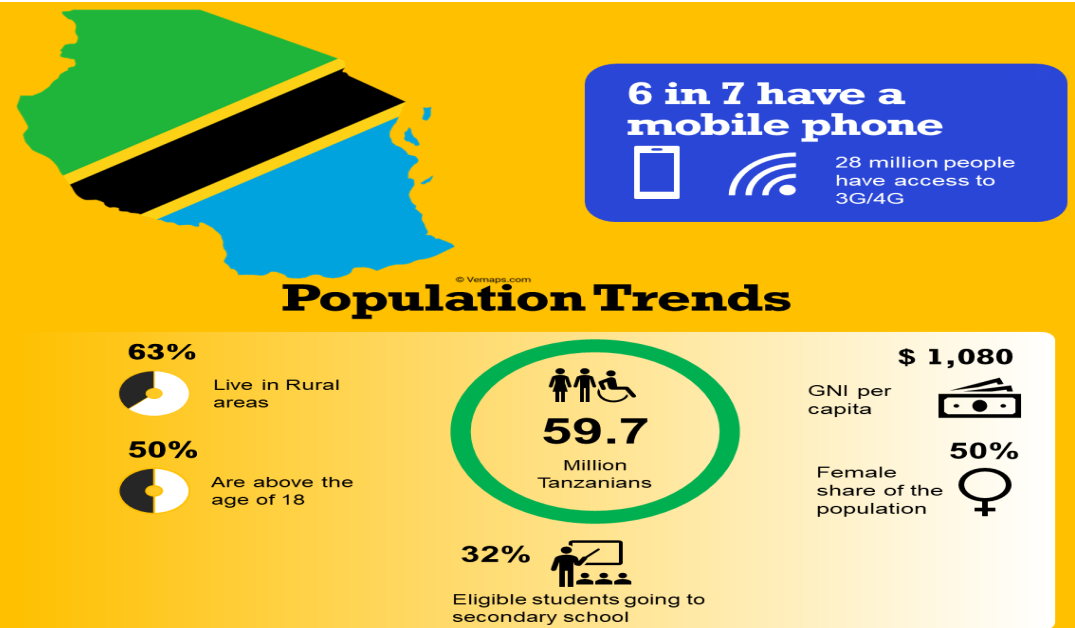 6 in 7 have a
mobile phone
28 million people
have access to
3G/4G
© Vemaps.com
Population Trends
63%
Live in Rural
areas
50%
Are above the
age of 18
59.7
Million
Tanzanians
32%
Eligible students going to
secondary school
$ 1,080
GNI per
capita
50%
Female
share of the
population